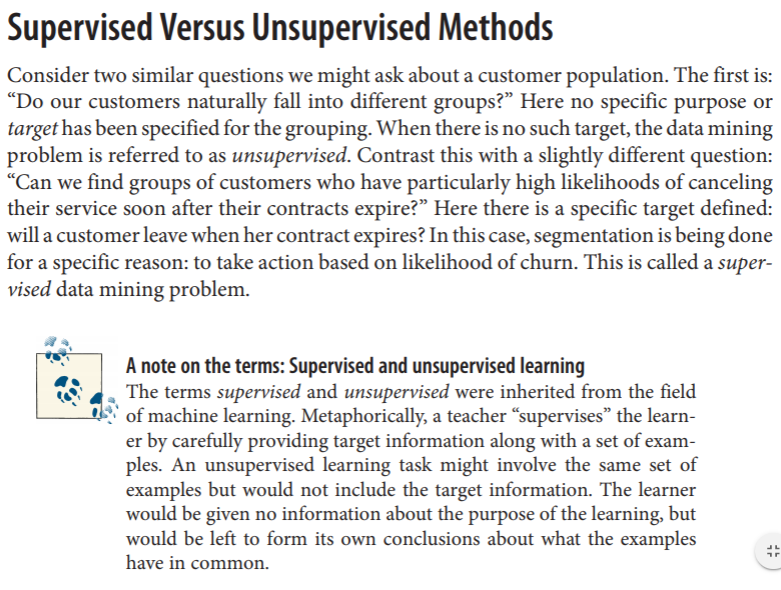 Supervised Versus Unsupervised Methods
Consider two similar questions we might ask about a customer population. The first is:
“Do our customers naturally fall into different groups?” Here no specific purpose or
target has been specified for the grouping. When there is no such target, the data mining
problem is referred to as unsupervised. Contrast this with a slightly different question:
“Can we find groups of customers who have particularly high likelihoods of canceling
their service soon after their contracts expire?” Here there is a specific target defined:
will a customer leave when her contract expires? In this case, segmentation is being done
for a specific reason: to take action based on likelihood of churn. This is called a super-
vised data mining problem.
A note on the terms: Supervised and unsupervised learning
The terms supervised and unsupervised were inherited from the field
of machine learning. Metaphorically, a teacher “supervises” the learn-
er by carefully providing target information along with a set of exam-
ples. An unsupervised learning task might involve the same set of
examples but would not include the target information. The learner
would be given no information about the purpose of the learning, but
would be left to form its own conclusions about what the examples
have in common.